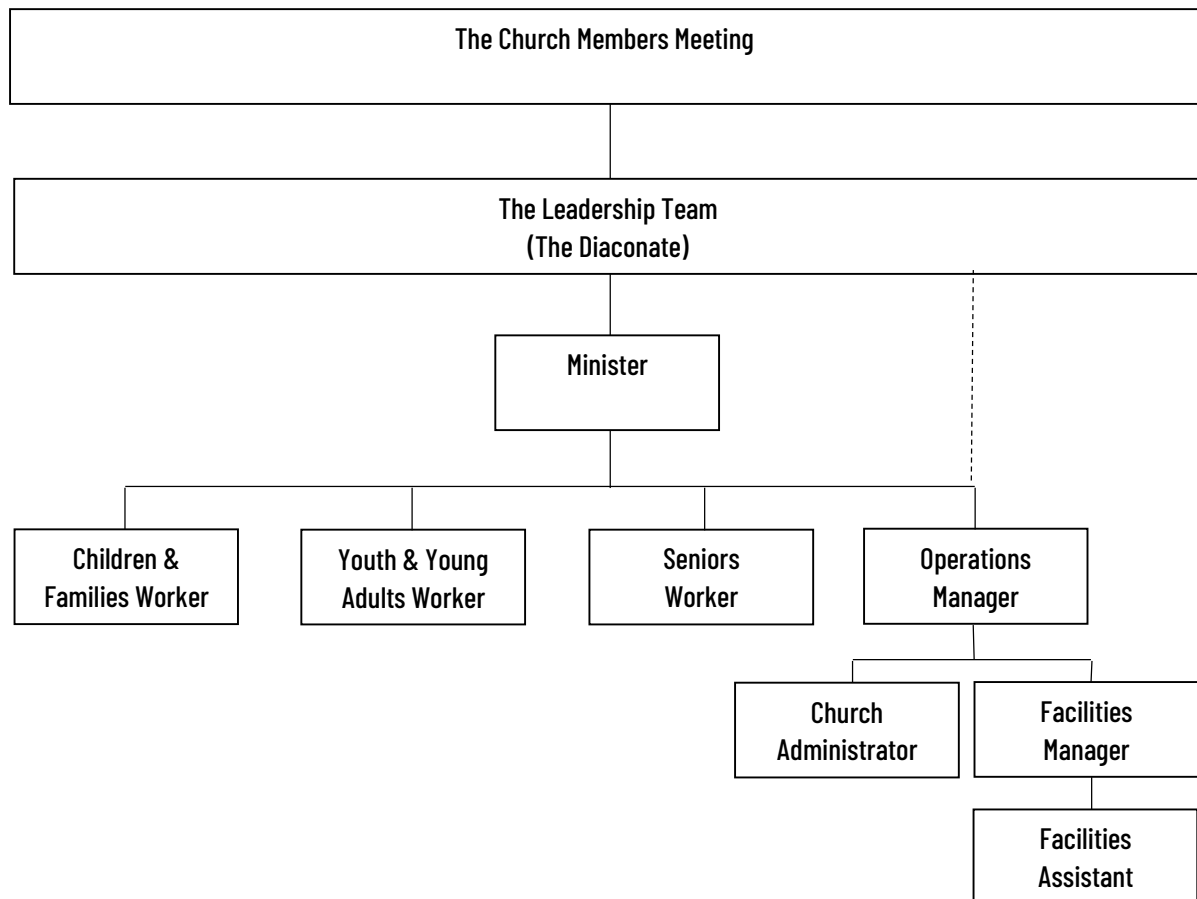 The Church Members Meeting
The Leadership Team
(The Diaconate)
Minister
Children &
Families Worker
Youth & Young
Adults Worker
Seniors
Worker
Operations
Manager
Church
Administrator
Facilities
Manager
Facilities
Assistant